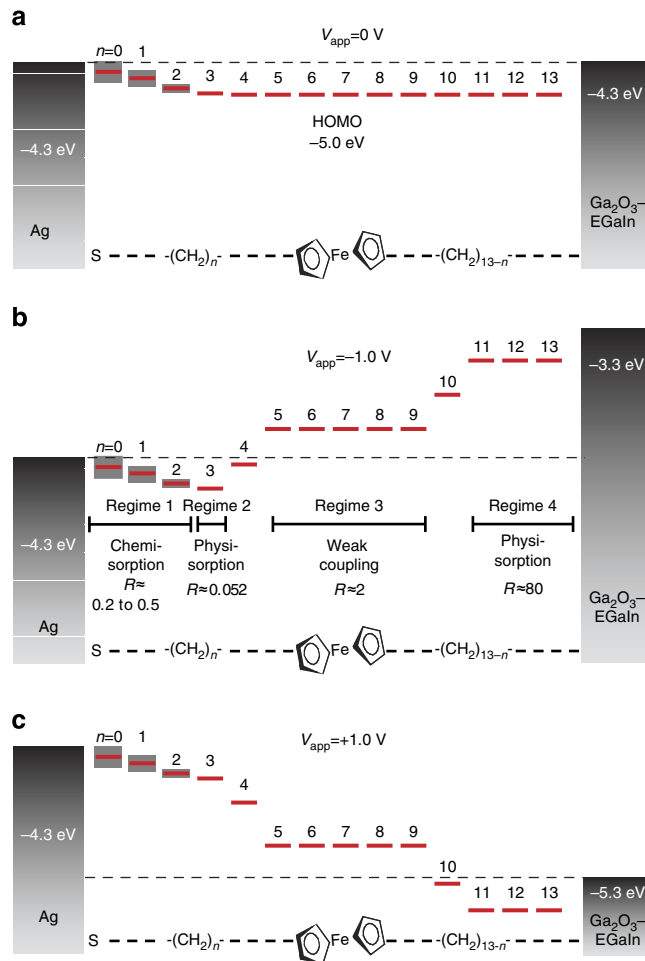 a
V_app=0 V
n=0 1 2 3 4 5 6 7 8 9 10 11 12 13
–4.3 eV
–4.3 eV
HOMO
–5.0 eV
Ag
Ga₂O₃–
EGaIn
S -(CH₂)ₙ- Fe -(CH₂)₁₃₋ₙ-
b
V_app=–1.0 V
11 12 13
–3.3 eV
10
5 6 7 8 9
n=0 1 2 3 4
Regime 1 Regime 2 Regime 3 Regime 4
–4.3 eV
Chemi-
sorption
R≈
0.2 to 0.5
Physi-
sorption
R≈0.052
Weak
coupling
R≈2
Physi-
sorption
R≈80
Ag
Ga₂O₃–
EGaIn
S -(CH₂)ₙ- Fe -(CH₂)₁₃₋ₙ-
c
V_app=+1.0 V
n=0 1 2 3 4
–4.3 eV
5 6 7 8 9
10
11 12 13
–5.3 eV
Ag
Ga₂O₃–
EGaIn
S -(CH₂)ₙ- Fe -(CH₂)₁₃₋ₙ-